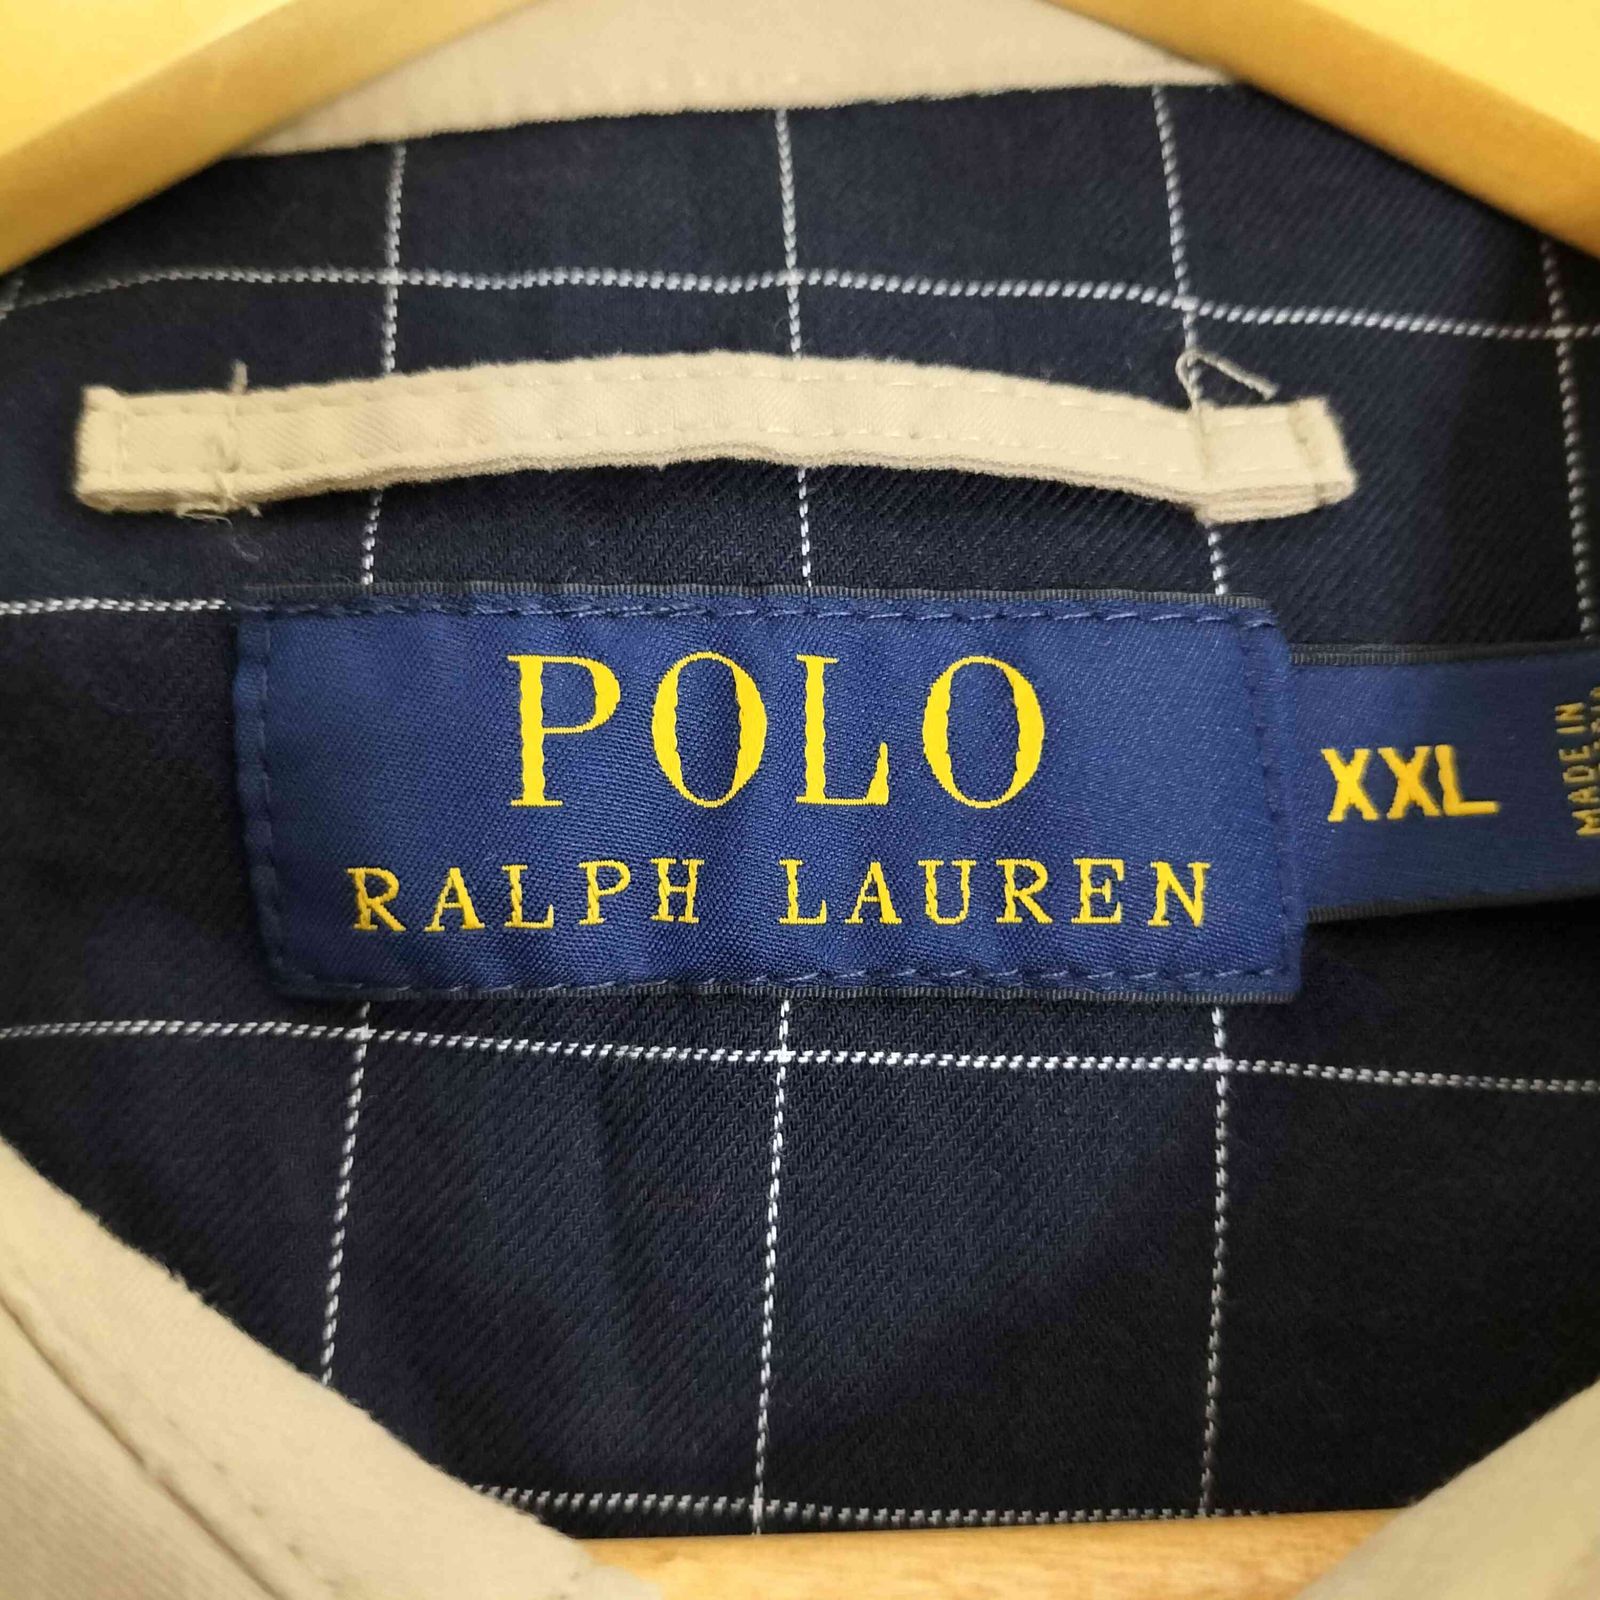 POLO
RALPH LAUREN
XXL
MADE IN